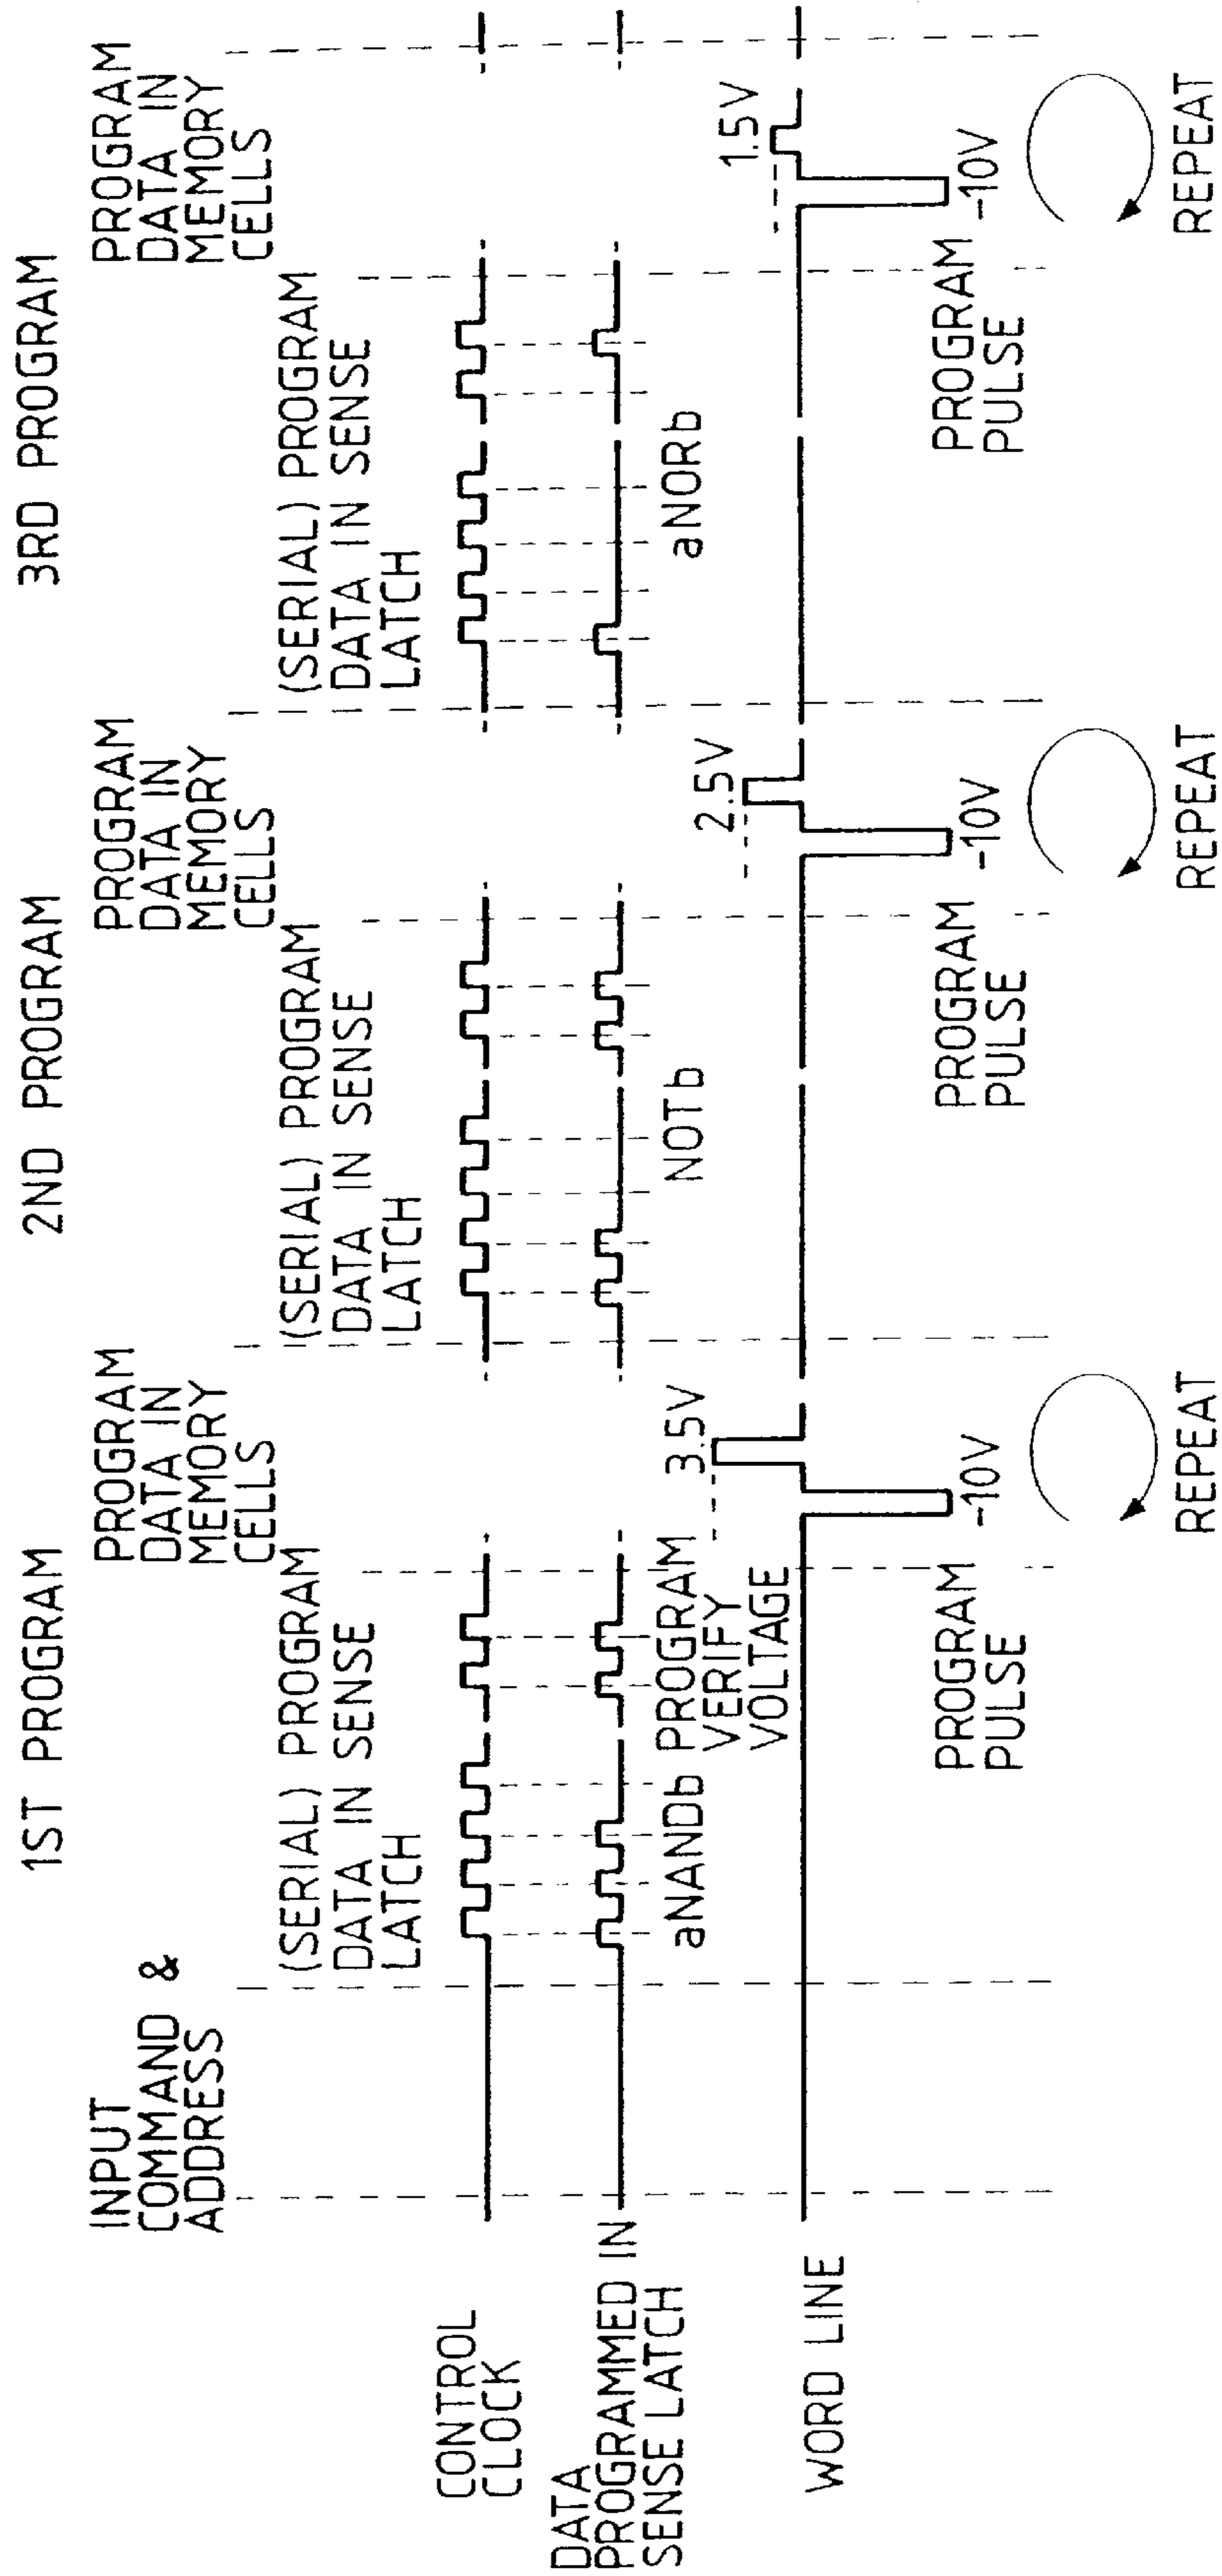 1ST PROGRAM
2ND PROGRAM
3RD PROGRAM
INPUT
COMMAND &
ADDRESS
PROGRAM
DATA IN
MEMORY
CELLS
PROGRAM
DATA IN
MEMORY
CELLS
PROGRAM
DATA IN
MEMORY
CELLS
(SERIAL) PROGRAM
DATA IN SENSE
LATCH
(SERIAL) PROGRAM
DATA IN SENSE
LATCH
(SERIAL) PROGRAM
DATA IN SENSE
LATCH
CONTROL
CLOCK
DATA
PROGRAMMED IN
SENSE LATCH
aNANDb
NOTb
aNORb
PROGRAM
VERIFY
VOLTAGE
3.5V
2.5V
1.5V
WORD LINE
PROGRAM
PULSE
-10V
PROGRAM
PULSE
-10V
PROGRAM
PULSE
-10V
REPEAT
REPEAT
REPEAT